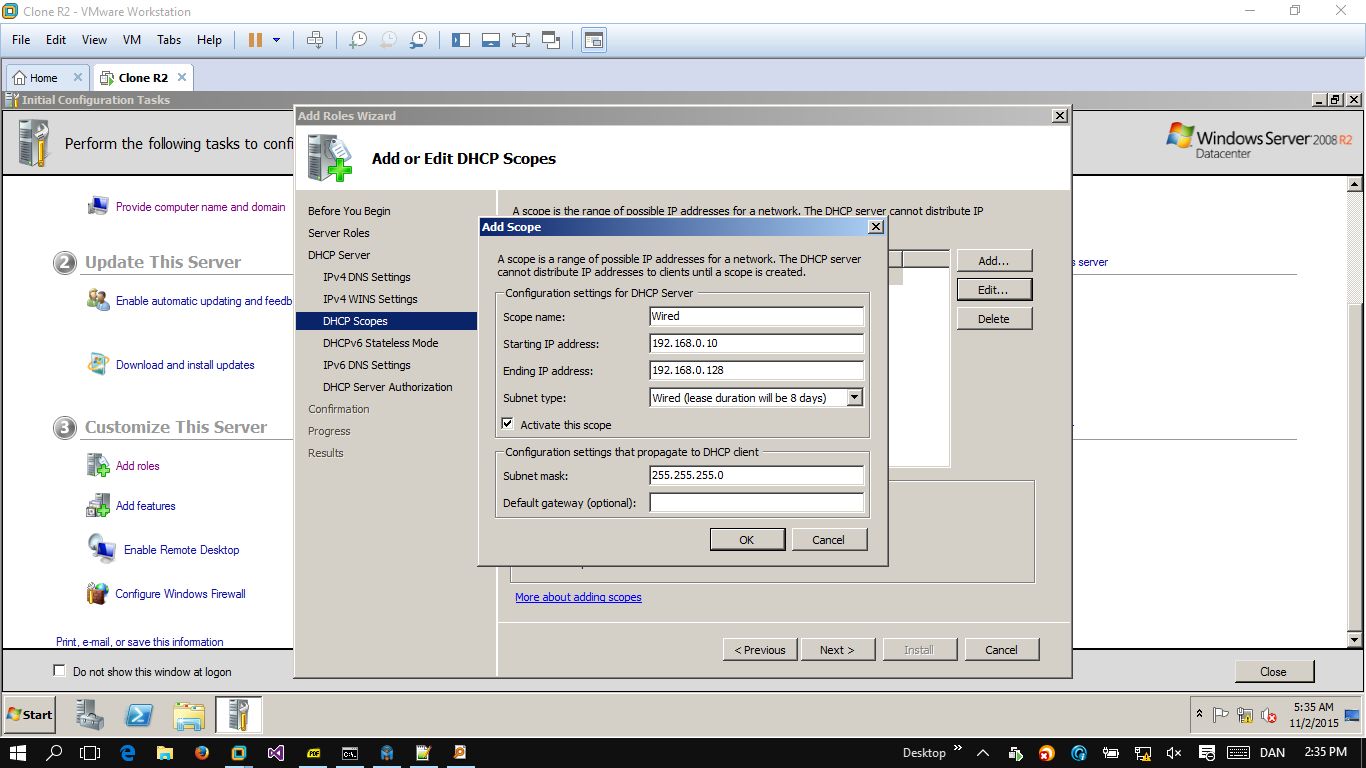 Clone R2 - VMware Workstation
File Edit View VM Tabs Help
Home
Clone R2
Initial Configuration Tasks
Perform the following tasks to confi
Windows Server 2008 R2
Datacenter
Provide computer name and domain
2 Update This Server
Enable automatic updating and feedb
Download and install updates
3 Customize This Server
Add roles
Add features
Enable Remote Desktop
Configure Windows Firewall
Print, e-mail, or save this information
Do not show this window at logon
s server
Close
Add Roles Wizard
Add or Edit DHCP Scopes
Before You Begin
Server Roles
DHCP Server
IPv4 DNS Settings
IPv4 WINS Settings
DHCP Scopes
DHCPv6 Stateless Mode
IPv6 DNS Settings
DHCP Server Authorization
Confirmation
Progress
Results
A scope is the range of possible IP addresses for a network. The DHCP server cannot distribute IP
Add...
Edit...
Delete
More about adding scopes
< Previous
Next >
Install
Cancel
Add Scope
A scope is a range of possible IP addresses for a network. The DHCP server
cannot distribute IP addresses to clients until a scope is created.
Configuration settings for DHCP Server
Scope name: Wired
Starting IP address: 192.168.0.10
Ending IP address: 192.168.0.128
Subnet type: Wired (lease duration will be 8 days)
Activate this scope
Configuration settings that propagate to DHCP client
Subnet mask: 255.255.255.0
Default gateway (optional):
OK
Cancel
Start
5:35 AM
11/2/2015
Desktop
DAN
2:35 PM